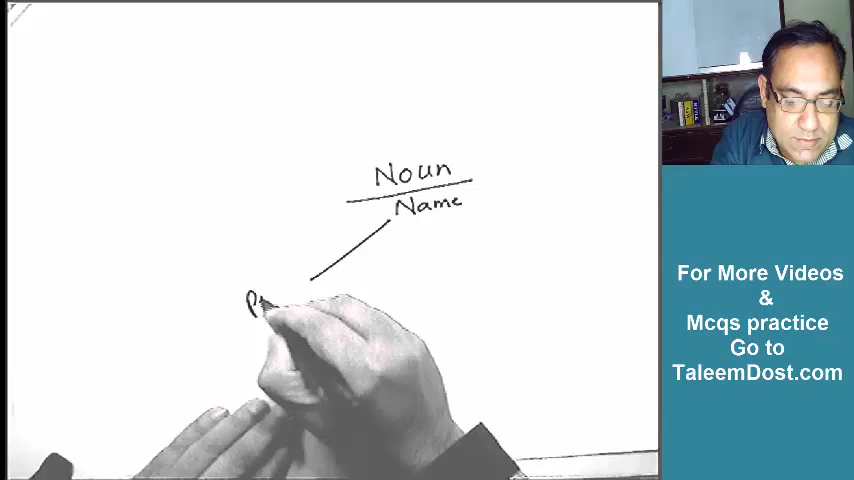 Noun
Name
For More Videos
&
Mcqs practice
Go to
TaleemDost.com